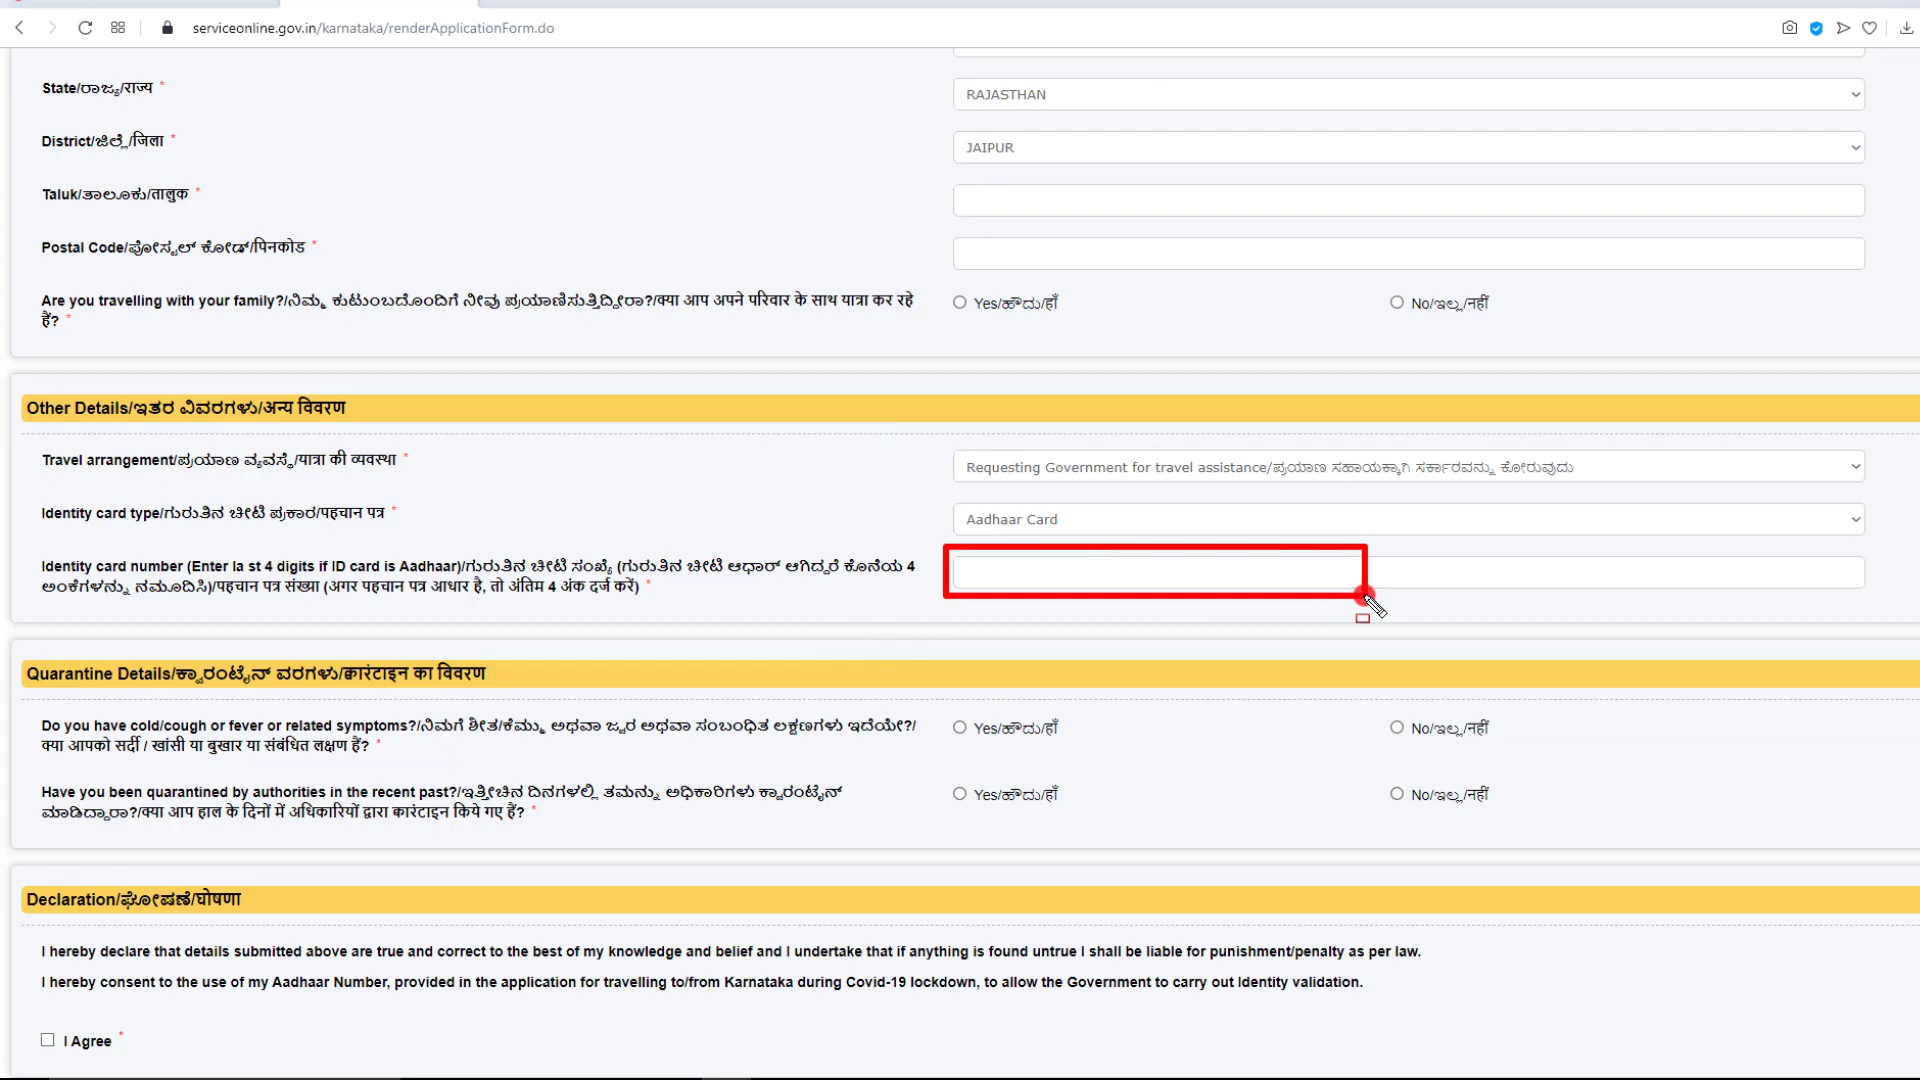 serviceonline.gov.in/karnataka/renderApplicationForm.do
State/ರಾಜ್ಯ/राज्य *
RAJASTHAN
District/ಜಿಲ್ಲೆ/जिला *
JAIPUR
Taluk/ತಾಲೂಕು/तालुक *
Postal Code/ಪೋಸ್ಟಲ್ ಕೋಡ್/पिनकोड *
Are you travelling with your family?/ನಿಮ್ಮ ಕುಟುಂಬದೊಂದಿಗೆ ನೀವು ಪ್ರಯಾಣಿಸುತ್ತಿದ್ದೀರಾ?/क्या आप अपने परिवार के साथ यात्रा कर रहे
हैं? *
Yes/ಹೌದು/हाँ
No/ಇಲ್ಲ/नहीं
Other Details/ಇತರ ವಿವರಗಳು/अन्य विवरण
Travel arrangement/ಪ್ರಯಾಣ ವ್ಯವಸ್ಥೆ/यात्रा की व्यवस्था *
Requesting Government for travel assistance/ಪ್ರಯಾಣ ಸಹಾಯಕ್ಕಾಗಿ ಸರ್ಕಾರವನ್ನು ಕೋರುವುದು
Identity card type/ಗುರುತಿನ ಚೀಟಿ ಪ್ರಕಾರ/पहचान पत्र *
Aadhaar Card
Identity card number (Enter la st 4 digits if ID card is Aadhaar)/ಗುರುತಿನ ಚೀಟಿ ಸಂಖ್ಯೆ (ಗುರುತಿನ ಚೀಟಿ ಆಧಾರ್ ಆಗಿದ್ದರೆ ಕೊನೆಯ 4
ಅಂಕೆಗಳನ್ನು ನಮೂದಿಸಿ)/पहचान पत्र संख्या (अगर पहचान पत्र आधार है, तो अंतिम 4 अंक दर्ज करें) *
Quarantine Details/ಕ್ವಾರಂಟೈನ್ ವರಗಳು/क्वारंटाइन का विवरण
Do you have cold/cough or fever or related symptoms?/ನಿಮಗೆ ಶೀತ/ಕೆಮ್ಮು ಅಥವಾ ಜ್ವರ ಅಥವಾ ಸಂಬಂಧಿತ ಲಕ್ಷಣಗಳು ಇದೆಯೇ?/
क्या आपको सर्दी / खांसी या बुखार या संबंधित लक्षण हैं? *
Yes/ಹೌದು/हाँ
No/ಇಲ್ಲ/नहीं
Have you been quarantined by authorities in the recent past?/ಇತ್ತೀಚಿನ ದಿನಗಳಲ್ಲಿ ತಮನ್ನು ಅಧಿಕಾರಿಗಳು ಕ್ವಾರಂಟೈನ್
ಮಾಡಿದ್ದಾರಾ?/क्या आप हाल के दिनों में अधिकारियों द्वारा क्वारंटाइन किये गए हैं? *
Yes/ಹೌದು/हाँ
No/ಇಲ್ಲ/नहीं
Declaration/ಘೋಷಣೆ/घोषणा
I hereby declare that details submitted above are true and correct to the best of my knowledge and belief and I undertake that if anything is found untrue I shall be liable for punishment/penalty as per law.
I hereby consent to the use of my Aadhaar Number, provided in the application for travelling to/from Karnataka during Covid-19 lockdown, to allow the Government to carry out Identity validation.
I Agree *